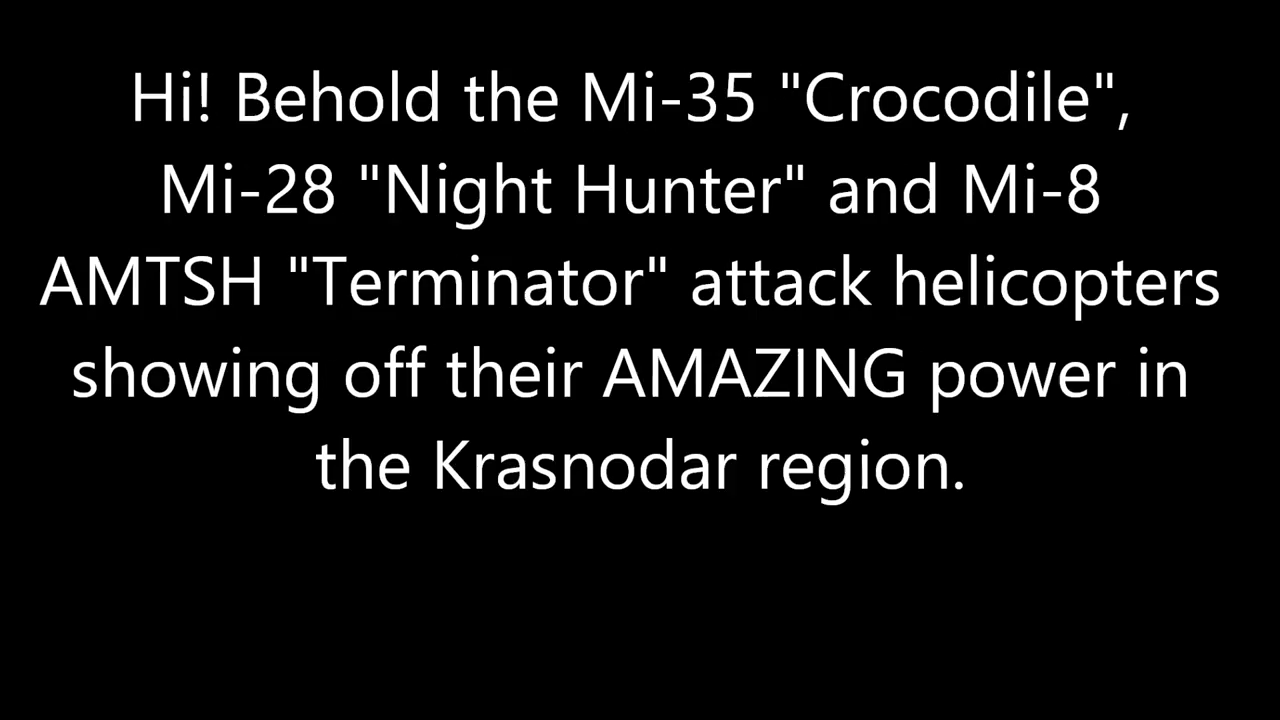 Hi! Behold the Mi-35 "Crocodile",
Mi-28 "Night Hunter" and Mi-8
AMTSH "Terminator" attack helicopters
showing off their AMAZING power in
the Krasnodar region.